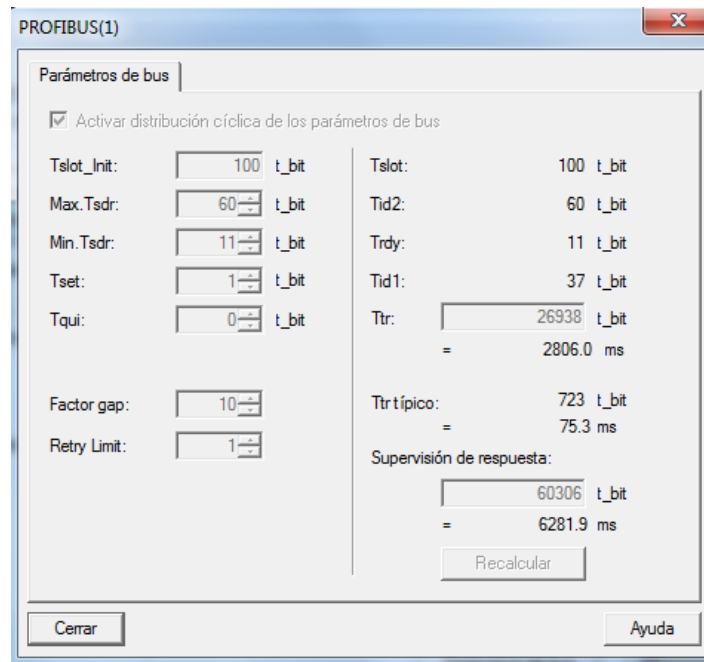 PROFIBUS(1)
Parámetros de bus
Activar distribución cíclica de los parámetros de bus
Tslot_Init: 100 t_bit
Max.Tsdr: 60 t_bit
Min.Tsdr: 11 t_bit
Tset: 1 t_bit
Tqui: 0 t_bit
Factor gap: 10
Retry Limit: 1
Tslot: 100 t_bit
Tid2: 60 t_bit
Trdy: 11 t_bit
Tid1: 37 t_bit
Ttr: 26938 t_bit
= 2806.0 ms
Ttr típico: 723 t_bit
= 75.3 ms
Supervisión de respuesta:
60306 t_bit
= 6281.9 ms
Recalcular
Cerrar
Ayuda